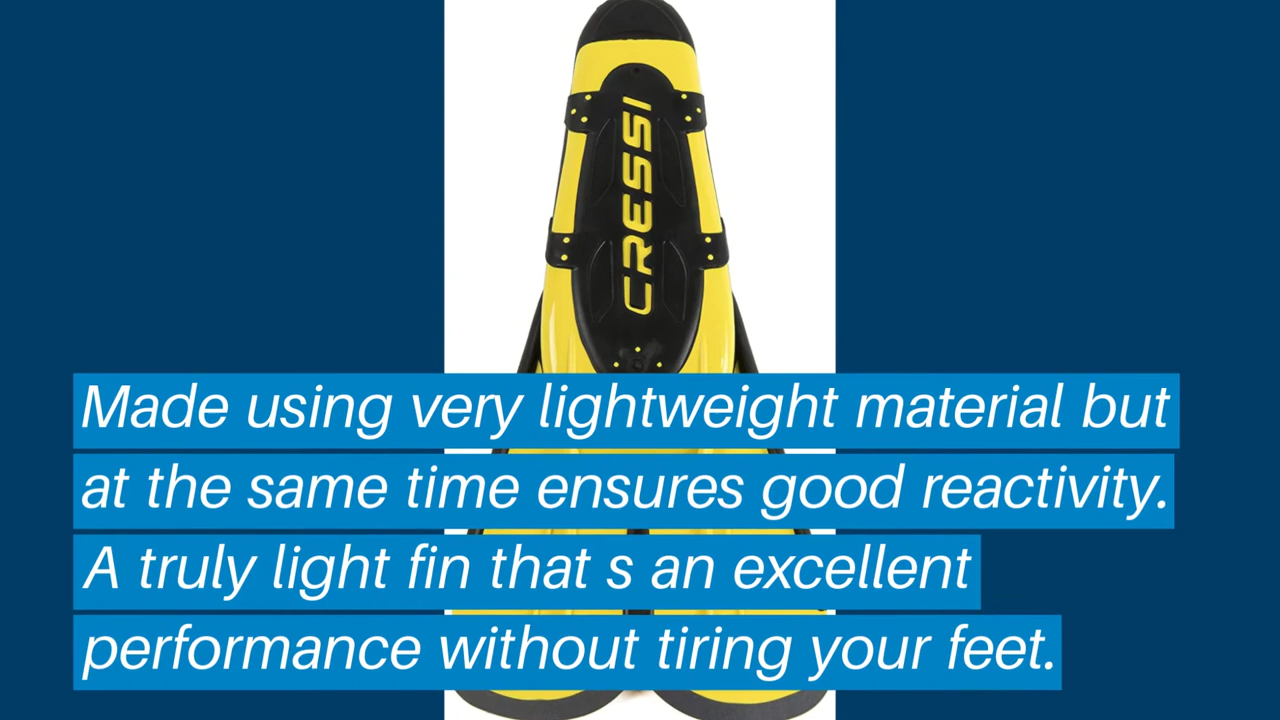 CRESSI
Made using very lightweight material but
at the same time ensures good reactivity.
A truly light fin that s an excellent
performance without tiring your feet.